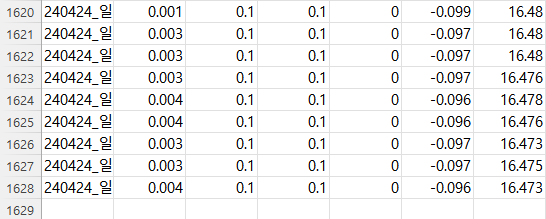 1620 240424_일 0.001 0.1 0.1 0 -0.099 16.48
1621 240424_일 0.003 0.1 0.1 0 -0.097 16.48
1622 240424_일 0.003 0.1 0.1 0 -0.097 16.48
1623 240424_일 0.003 0.1 0.1 0 -0.097 16.476
1624 240424_일 0.004 0.1 0.1 0 -0.096 16.478
1625 240424_일 0.004 0.1 0.1 0 -0.096 16.476
1626 240424_일 0.003 0.1 0.1 0 -0.097 16.473
1627 240424_일 0.003 0.1 0.1 0 -0.097 16.475
1628 240424_일 0.004 0.1 0.1 0 -0.096 16.473
1629